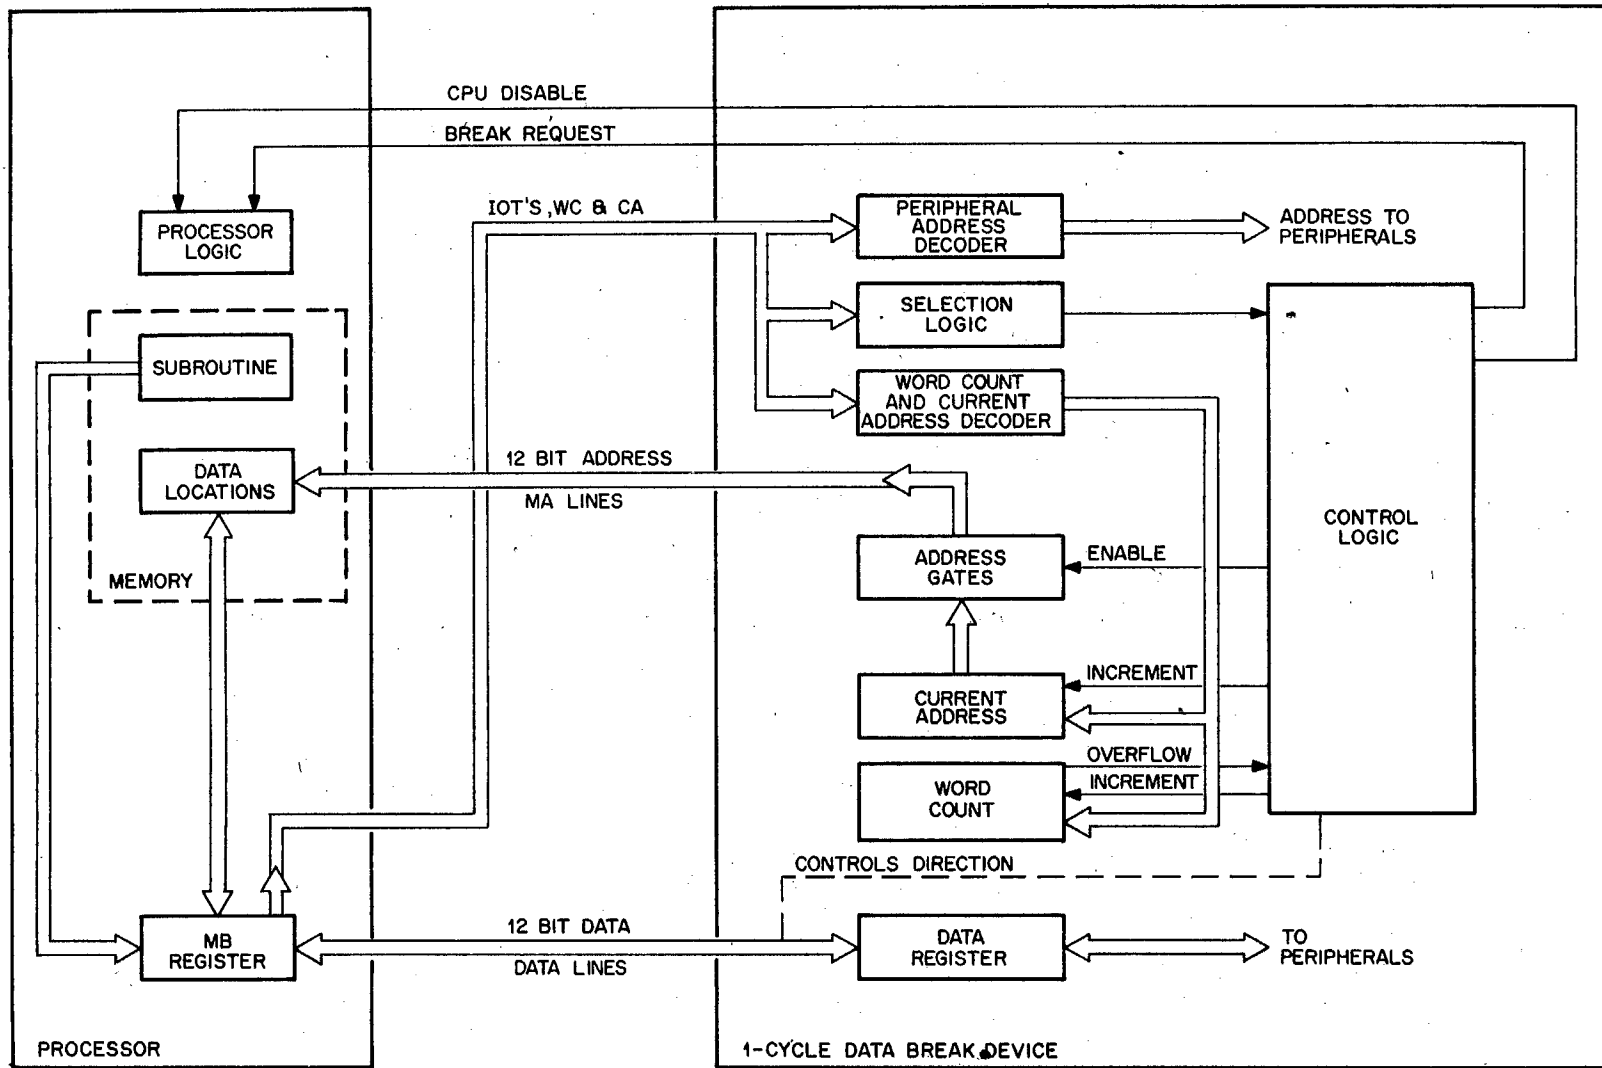 CPU DISABLE
BREAK REQUEST
IOT'S, WC & CA
PROCESSOR
LOGIC
PERIPHERAL
ADDRESS
DECODER
ADDRESS TO
PERIPHERALS
SELECTION
LOGIC
SUBROUTINE
WORD COUNT
AND CURRENT
ADDRESS DECODER
DATA
LOCATIONS
12 BIT ADDRESS
MA LINES
MEMORY
ADDRESS
GATES
ENABLE
CONTROL
LOGIC
CURRENT
ADDRESS
INCREMENT
OVERFLOW
INCREMENT
WORD
COUNT
CONTROLS DIRECTION
MB
REGISTER
12 BIT DATA
DATA LINES
DATA
REGISTER
TO
PERIPHERALS
PROCESSOR
1-CYCLE DATA BREAK DEVICE